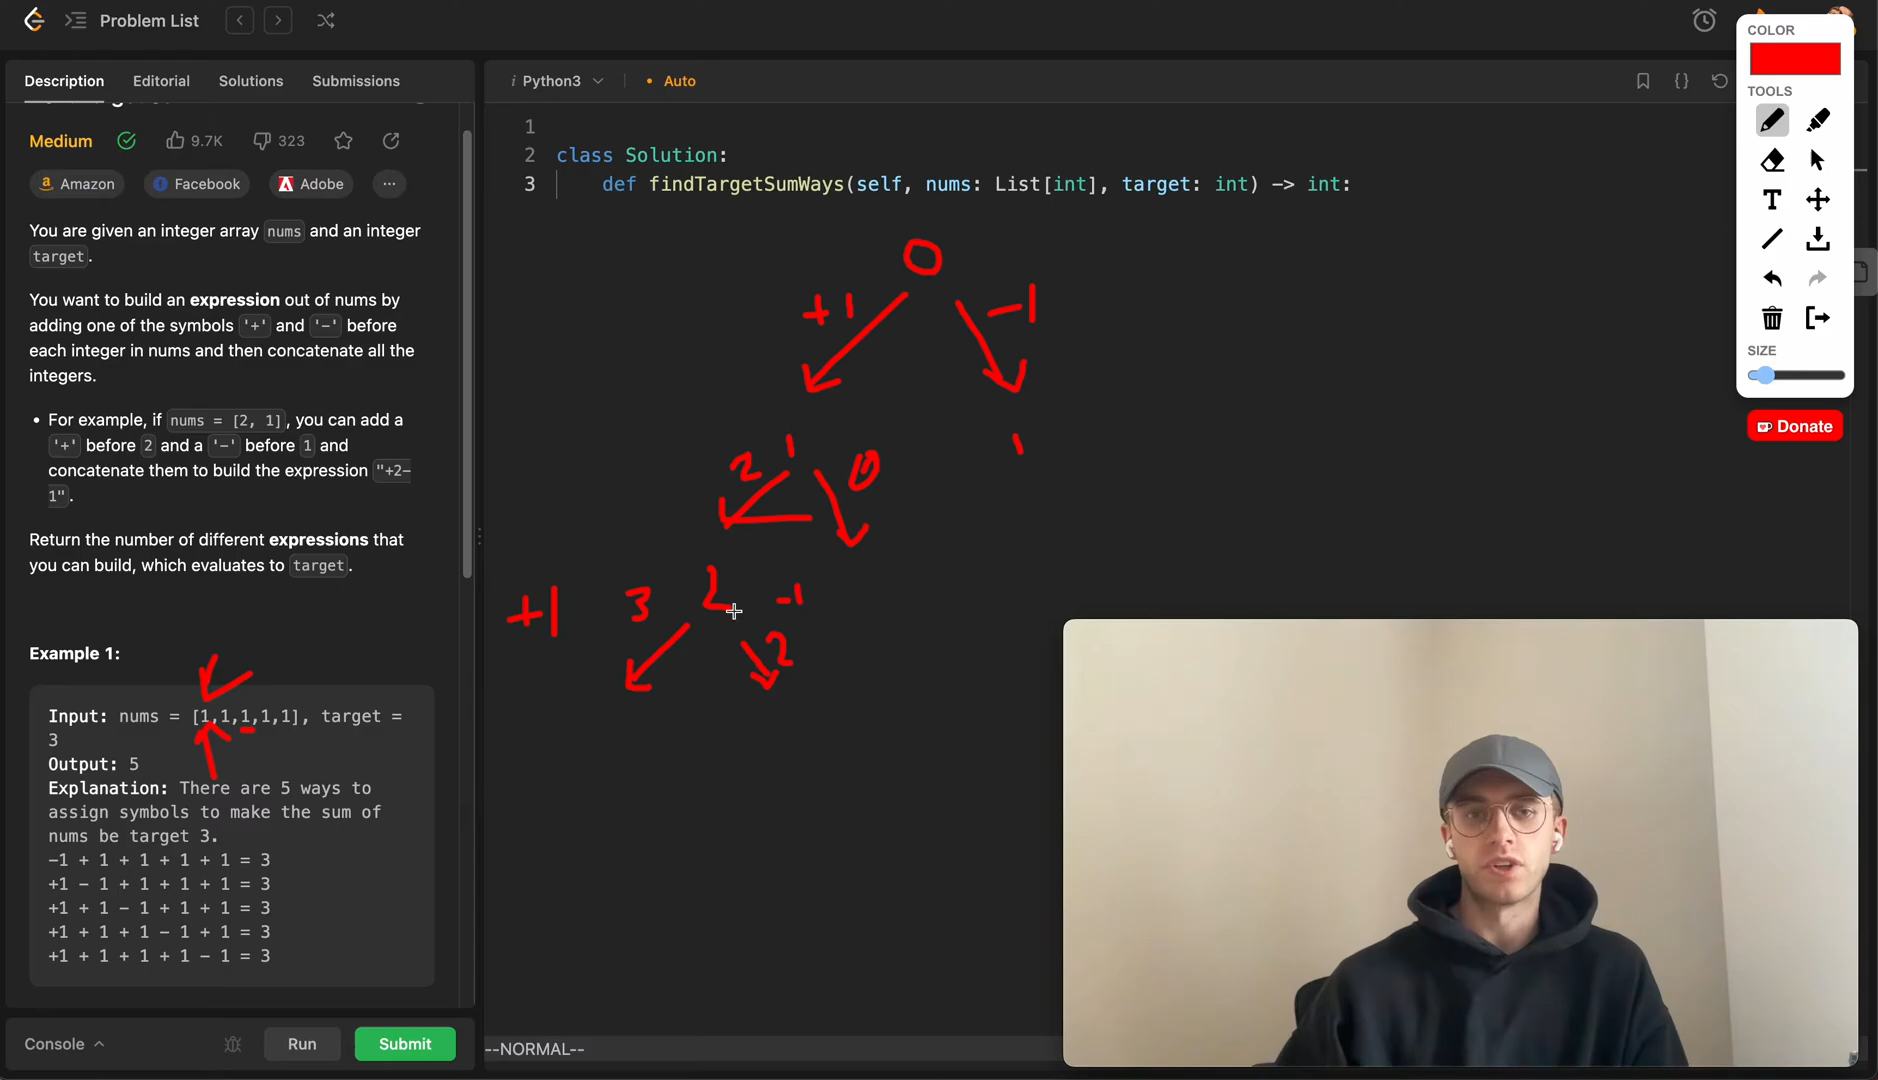 Problem List
Description Editorial Solutions Submissions
Medium 9.7K 323
Amazon Facebook Adobe ...
You are given an integer array nums and an integer
target.
You want to build an expression out of nums by
adding one of the symbols '+' and '-' before
each integer in nums and then concatenate all the
integers.
• For example, if nums = [2, 1], you can add a
'+' before 2 and a '-' before 1 and
concatenate them to build the expression "+2-
1".
Return the number of different expressions that
you can build, which evaluates to target.
Example 1:
Input: nums = [1,1,1,1,1], target =
3
Output: 5
Explanation: There are 5 ways to
assign symbols to make the sum of
nums be target 3.
-1 + 1 + 1 + 1 + 1 = 3
+1 - 1 + 1 + 1 + 1 = 3
+1 + 1 - 1 + 1 + 1 = 3
+1 + 1 + 1 - 1 + 1 = 3
+1 + 1 + 1 + 1 - 1 = 3
Console Run Submit
i Python3 • Auto {}
1
2 class Solution:
3 def findTargetSumWays(self, nums: List[int], target: int) -> int:
0
+1 -1
1 1
2 0
+1 3 2 -1
2
--NORMAL--
COLOR
TOOLS
T
SIZE
Donate